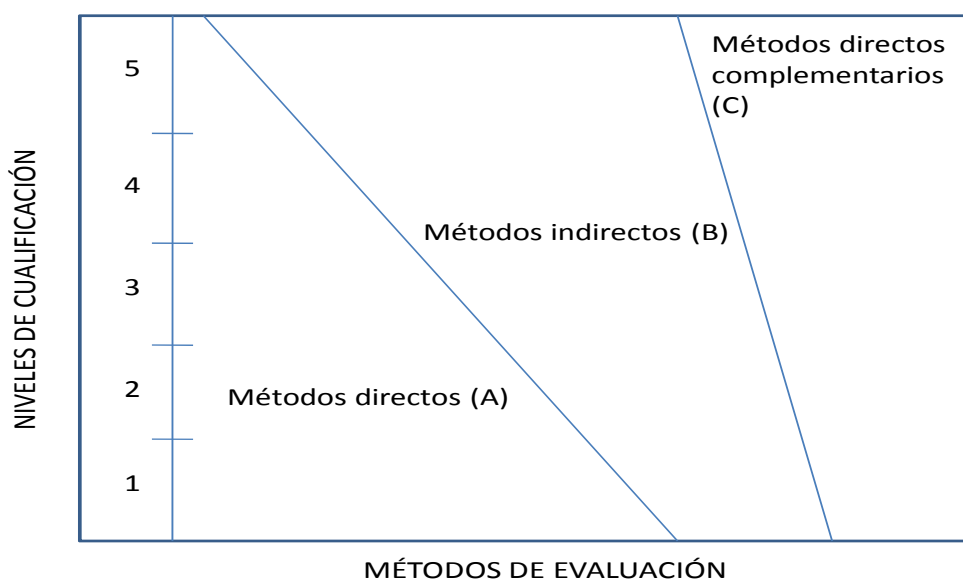 Métodos directos
complementarios
(C)
5
4
Métodos indirectos (B)
3
2
Métodos directos (A)
1
NIVELES DE CUALIFICACIÓN
MÉTODOS DE EVALUACIÓN